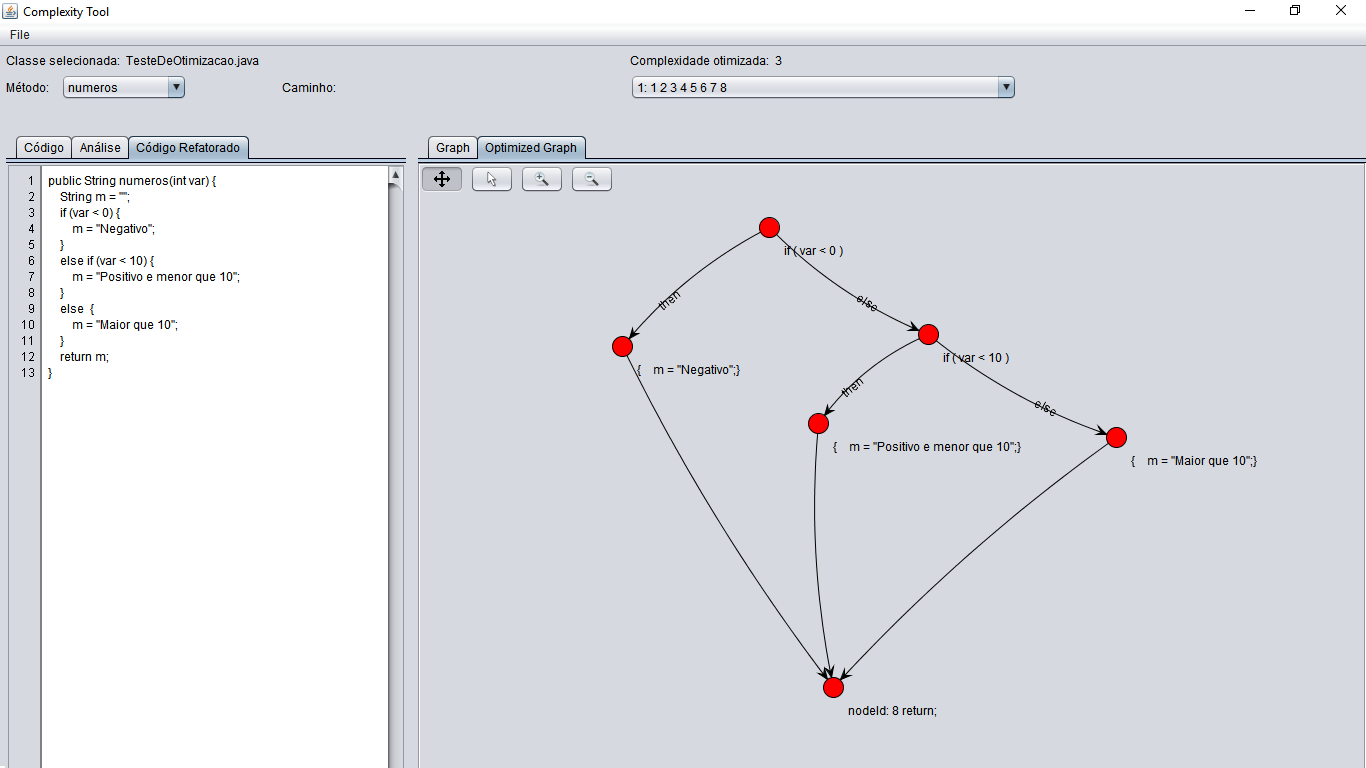 Complexity Tool
File
Classe selecionada: TesteDeOtimizacao.java
Complexidade otimizada: 3
Método: numeros
Caminho:
1: 1 2 3 4 5 6 7 8
Código Análise Código Refatorado
Graph Optimized Graph
1 public String numeros(int var) {
2 String m = "";
3 if (var < 0) {
4 m = "Negativo";
5 }
6 else if (var < 10) {
7 m = "Positivo e menor que 10";
8 }
9 else {
10 m = "Maior que 10";
11 }
12 return m;
13 }
if ( var < 0 )
then
else
{ m = "Negativo";}
if ( var < 10 )
then
else
{ m = "Positivo e menor que 10";}
{ m = "Maior que 10";}
nodeId: 8 return;